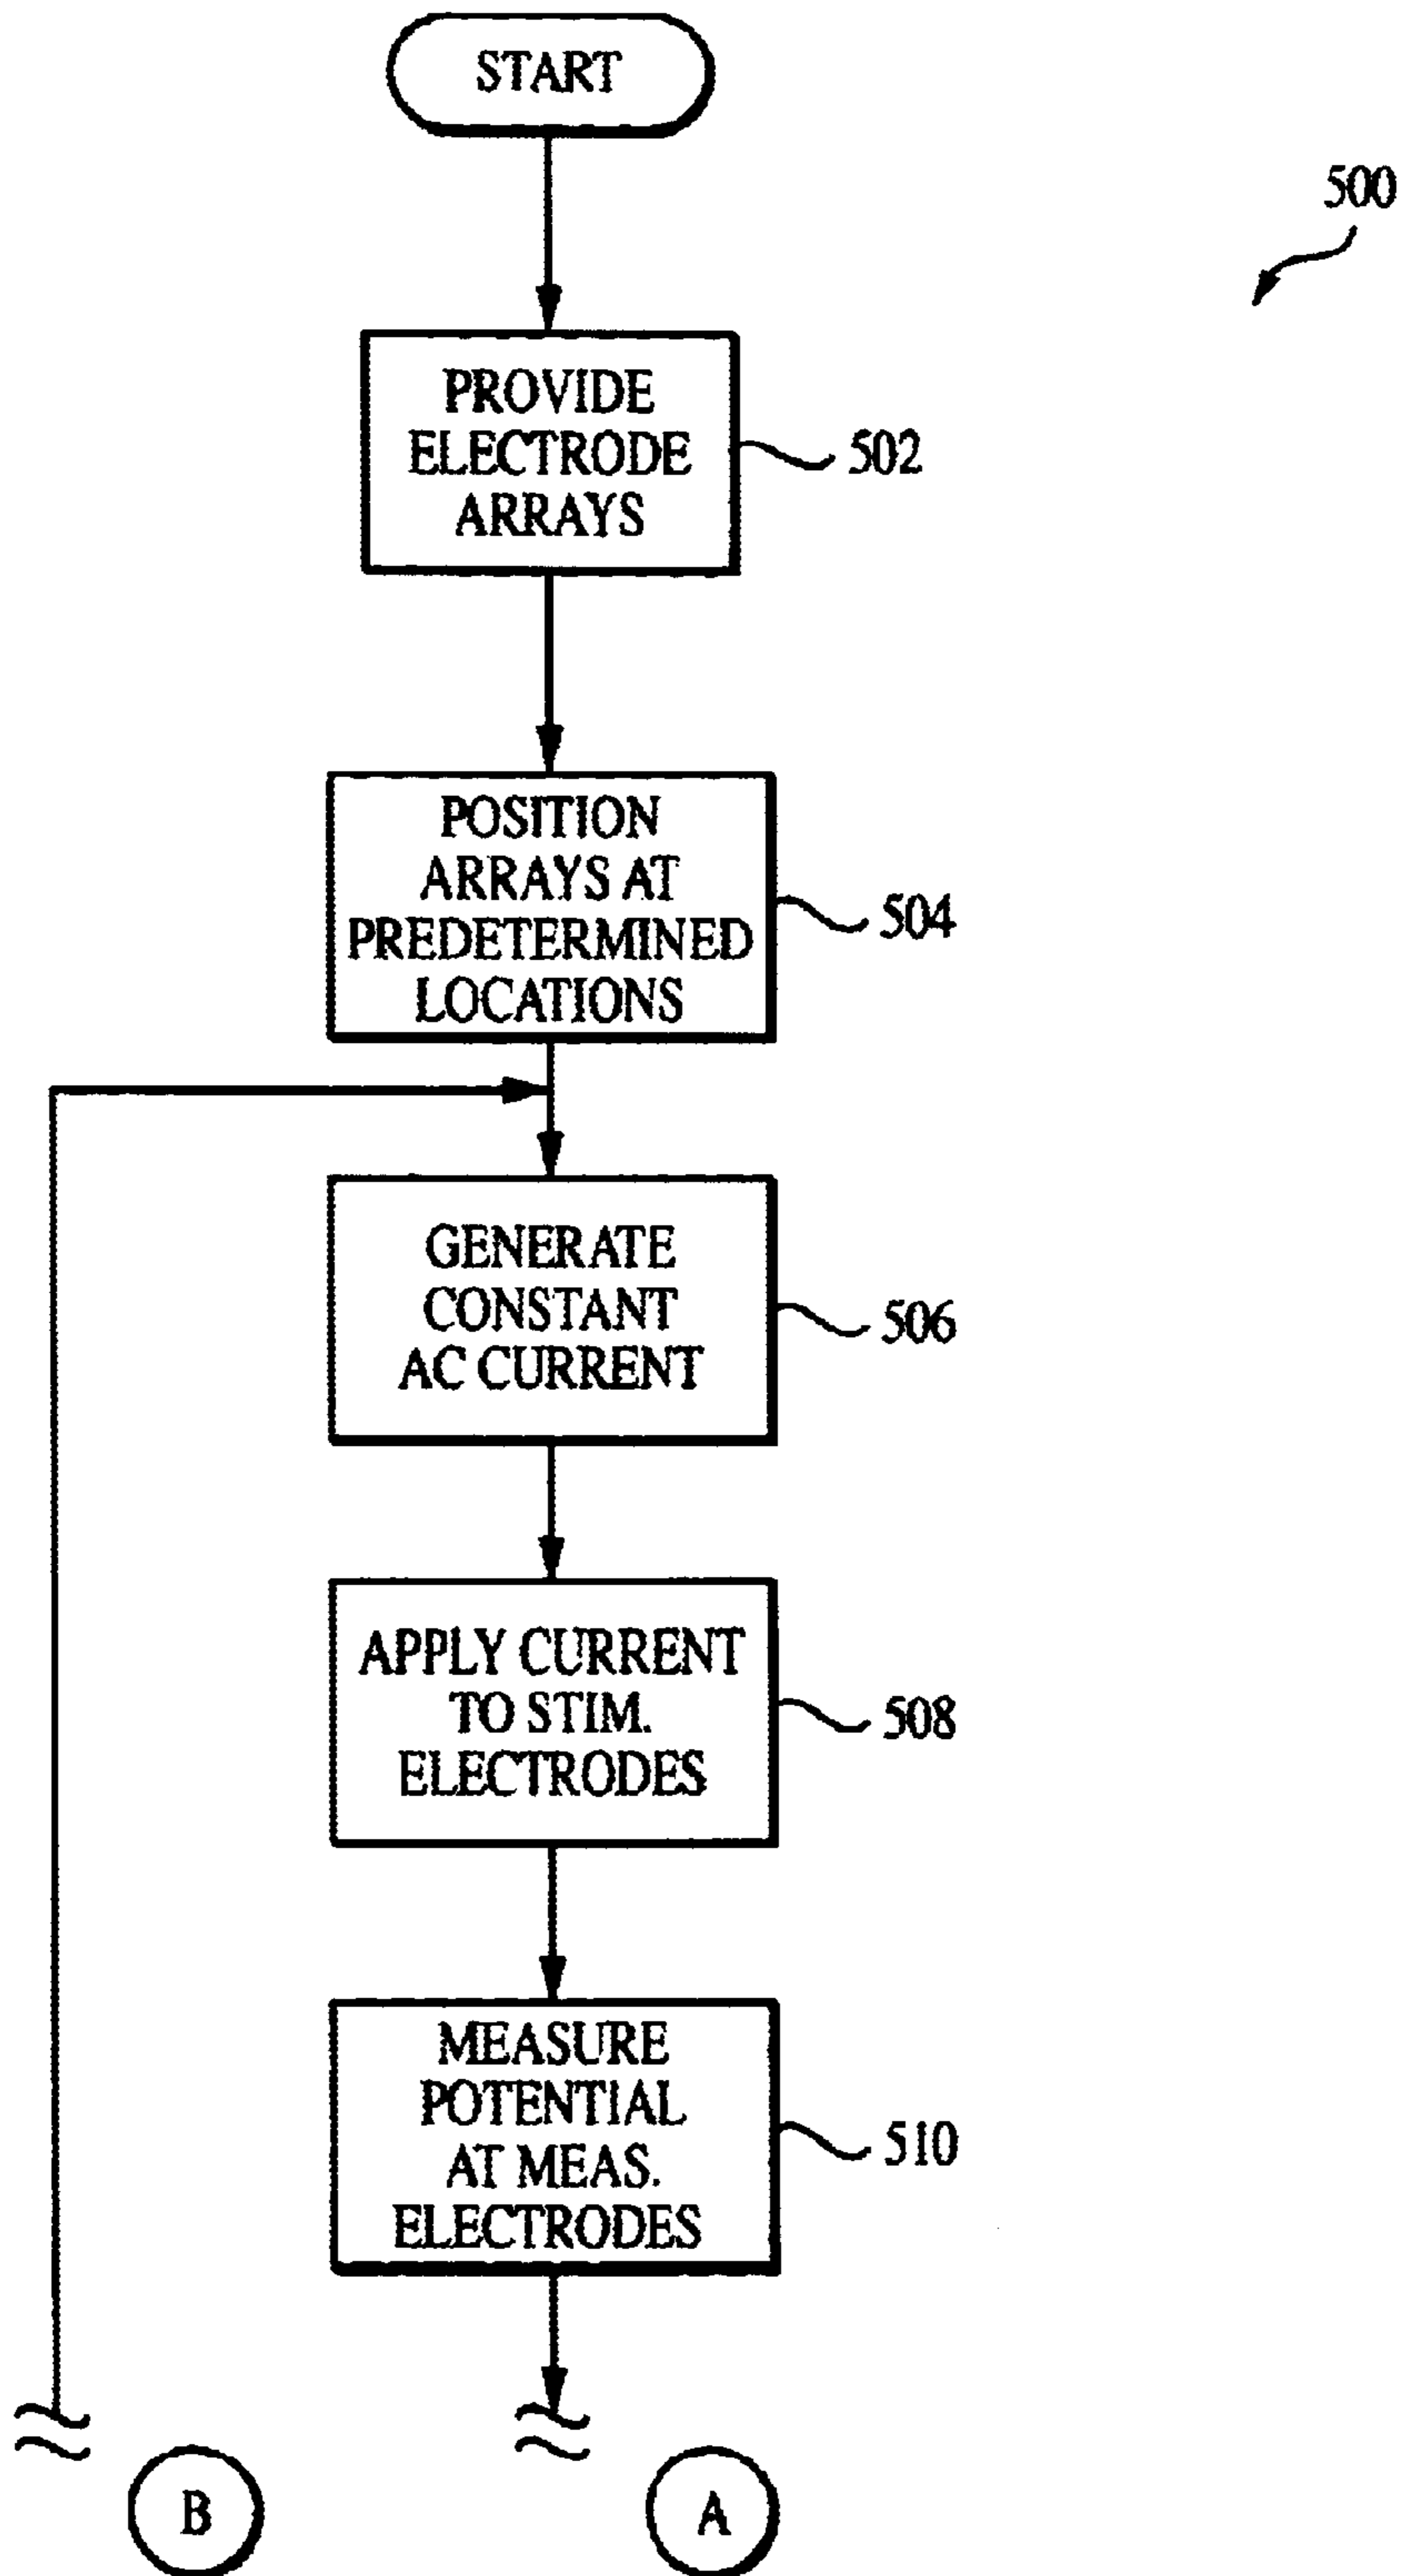 START
500
PROVIDE
ELECTRODE
ARRAYS
502
POSITION
ARRAYS AT
PREDETERMINED
LOCATIONS
504
GENERATE
CONSTANT
AC CURRENT
506
APPLY CURRENT
TO STIM.
ELECTRODES
508
MEASURE
POTENTIAL
AT MEAS.
ELECTRODES
510
B
A